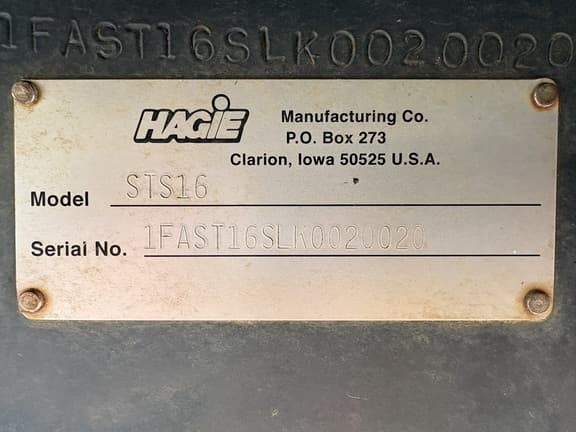 1FAST16SLK0020020
HAGIE
Manufacturing Co.
P.O. Box 273
Clarion, Iowa 50525 U.S.A.
Model STS16
Serial No. 1FAST16SLK0020020